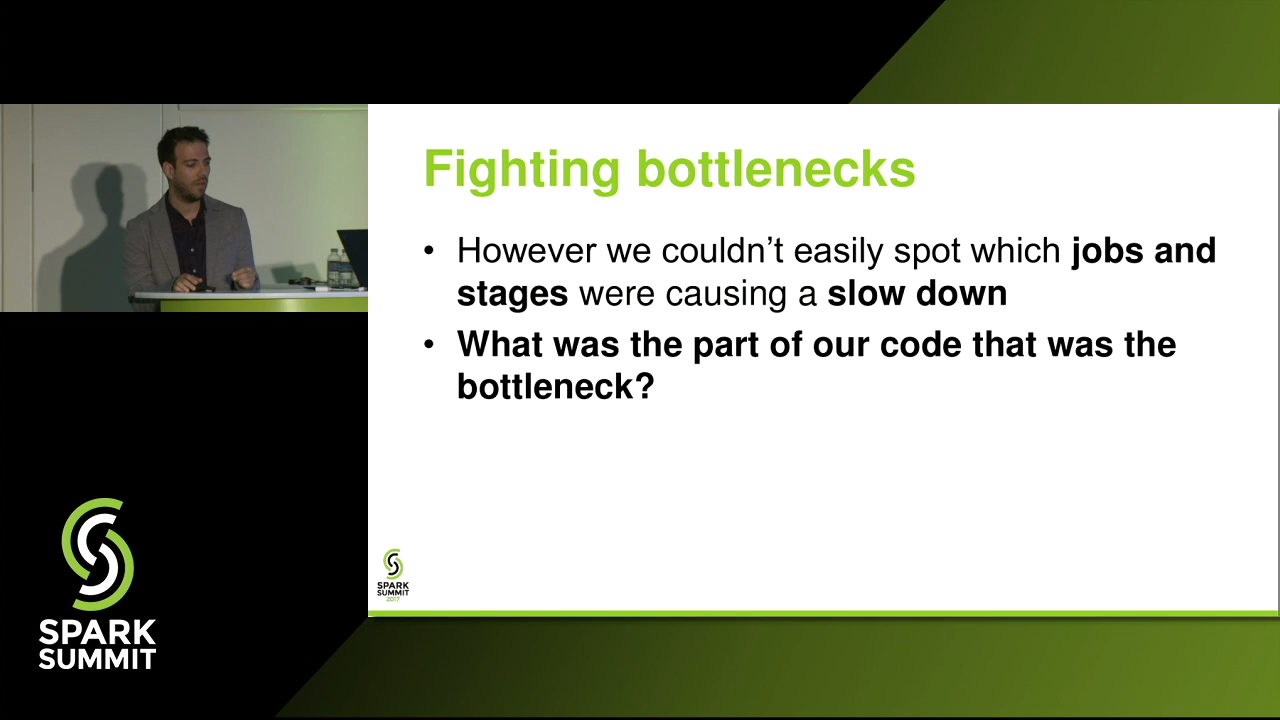 Fighting bottlenecks
• However we couldn't easily spot which jobs and
stages were causing a slow down
• What was the part of our code that was the
bottleneck?
SPARK
SUMMIT
2017
SPARK
SUMMIT